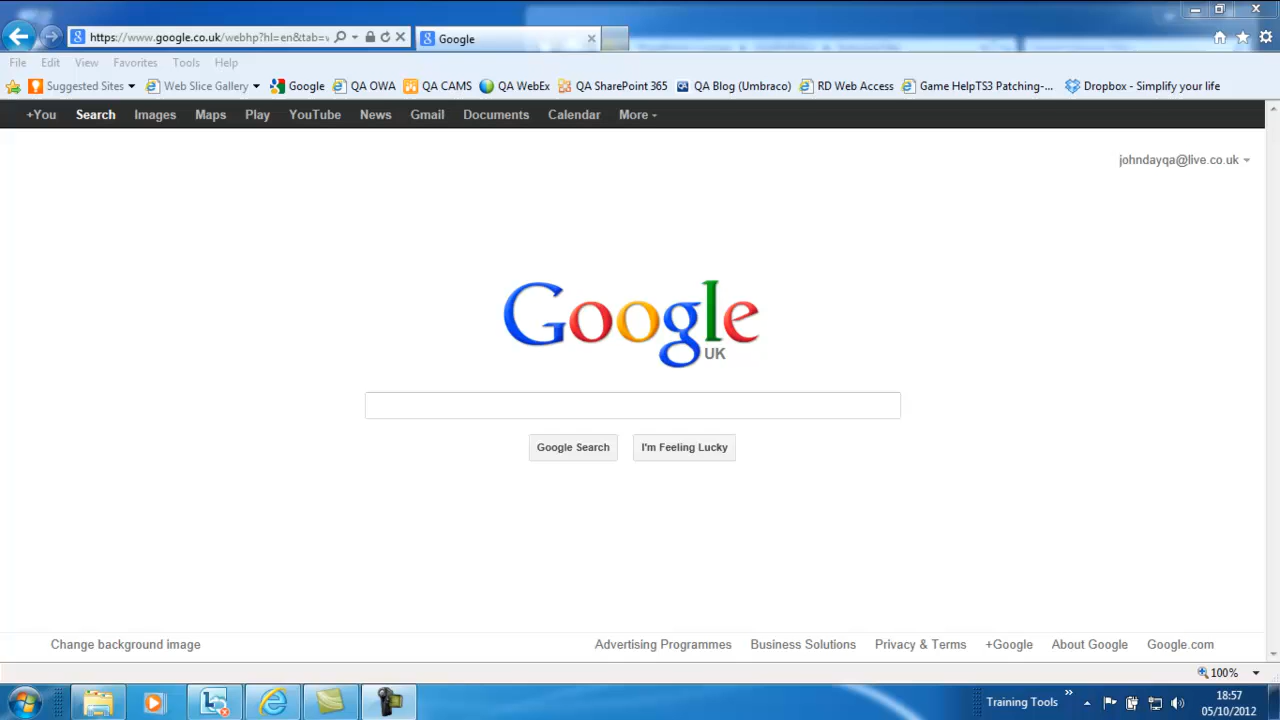 https://www.google.co.uk/webhp?hl=en&tab=
Google
File Edit View Favorites Tools Help
Suggested Sites Web Slice Gallery Google QA OWA QA CAMS QA WebEx QA SharePoint 365 QA Blog (Umbraco) RD Web Access Game HelpTS3 Patching-... Dropbox - Simplify your life
+You Search Images Maps Play YouTube News Gmail Documents Calendar More
johndayqa@live.co.uk
Google
UK
Google Search I'm Feeling Lucky
Change background image Advertising Programmes Business Solutions Privacy & Terms +Google About Google Google.com
100%
Training Tools 18:57
05/10/2012